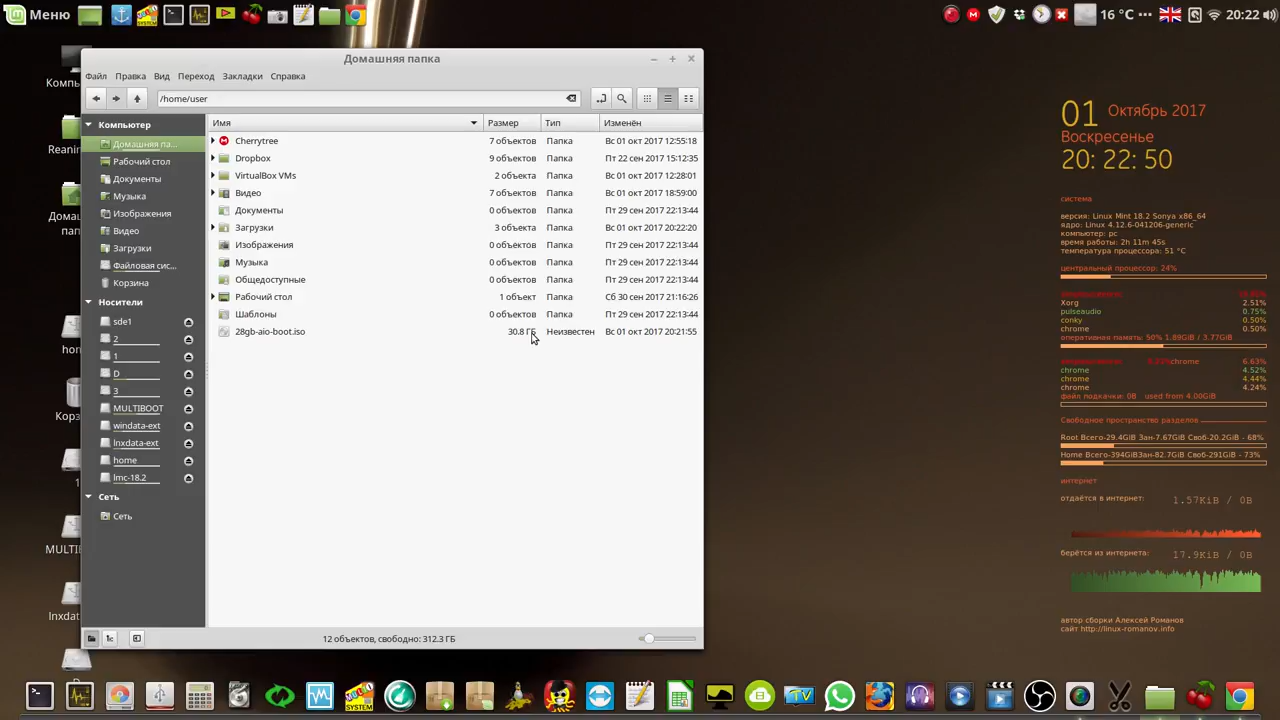 Меню
16 °C
20:22
Домашняя папка
Файл Правка Вид Переход Закладки Справка
/home/user
Компьютер
Домашняя па...
Рабочий стол
Документы
Музыка
Изображения
Видео
Загрузки
Файловая сис...
Корзина
Носители
sde1
2
1
D
3
MULTIBOOT
windata-ext
lnxdata-ext
home
lmc-18.2
Сеть
Сеть
Имя Размер Тип Изменён
Cherrytree 7 объектов Папка Вс 01 окт 2017 12:55:18
Dropbox 9 объектов Папка Пт 22 сен 2017 15:12:35
VirtualBox VMs 2 объекта Папка Вс 01 окт 2017 12:28:01
Видео 7 объектов Папка Вс 01 окт 2017 18:59:00
Документы 0 объектов Папка Пт 29 сен 2017 22:13:44
Загрузки 3 объекта Папка Вс 01 окт 2017 20:22:20
Изображения 0 объектов Папка Пт 29 сен 2017 22:13:44
Музыка 0 объектов Папка Пт 29 сен 2017 22:13:44
Общедоступные 0 объектов Папка Пт 29 сен 2017 22:13:44
Рабочий стол 1 объект Папка Сб 30 сен 2017 21:16:26
Шаблоны 0 объектов Папка Пт 29 сен 2017 22:13:44
28gb-aio-boot.iso 30.8 ГБ Неизвестен Вс 01 окт 2017 20:21:55
12 объектов, свободно: 312.3 ГБ
01 Октябрь 2017
Воскресенье
20: 22: 50
система
версия: Linux Mint 18.2 Sonya x86_64
ядро: Linux 4.12.6-041206-generic
компьютер: pc
время работы: 2h 11m 45s
температура процессора: 51 °C
центральный процессор: 24%
Xorg 2.51%
pulseaudio 0.75%
conky 0.50%
chrome 0.50%
оперативная память: 50% 1.89GiB / 3.77GiB
chrome 6.63%
chrome 4.52%
chrome 4.44%
chrome 4.24%
файл подкачки: 0B used from 4.00GiB
Свободное пространство разделов
Root Всего-29.4GiB Зан-7.67GiB Своб-20.2GiB - 68%
Home Всего-394GiBЗан-82.7GiB Своб-291GiB - 73%
интернет
отдаётся в интернет: 1.57KiB / 0B
берётся из интернета: 17.9KiB / 0B
автор сборки Алексей Романов
сайт http://linux-romanov.info
Компь
Reanin
Домаш
пап
hom
Корз
1
MULTIE
lnxdat